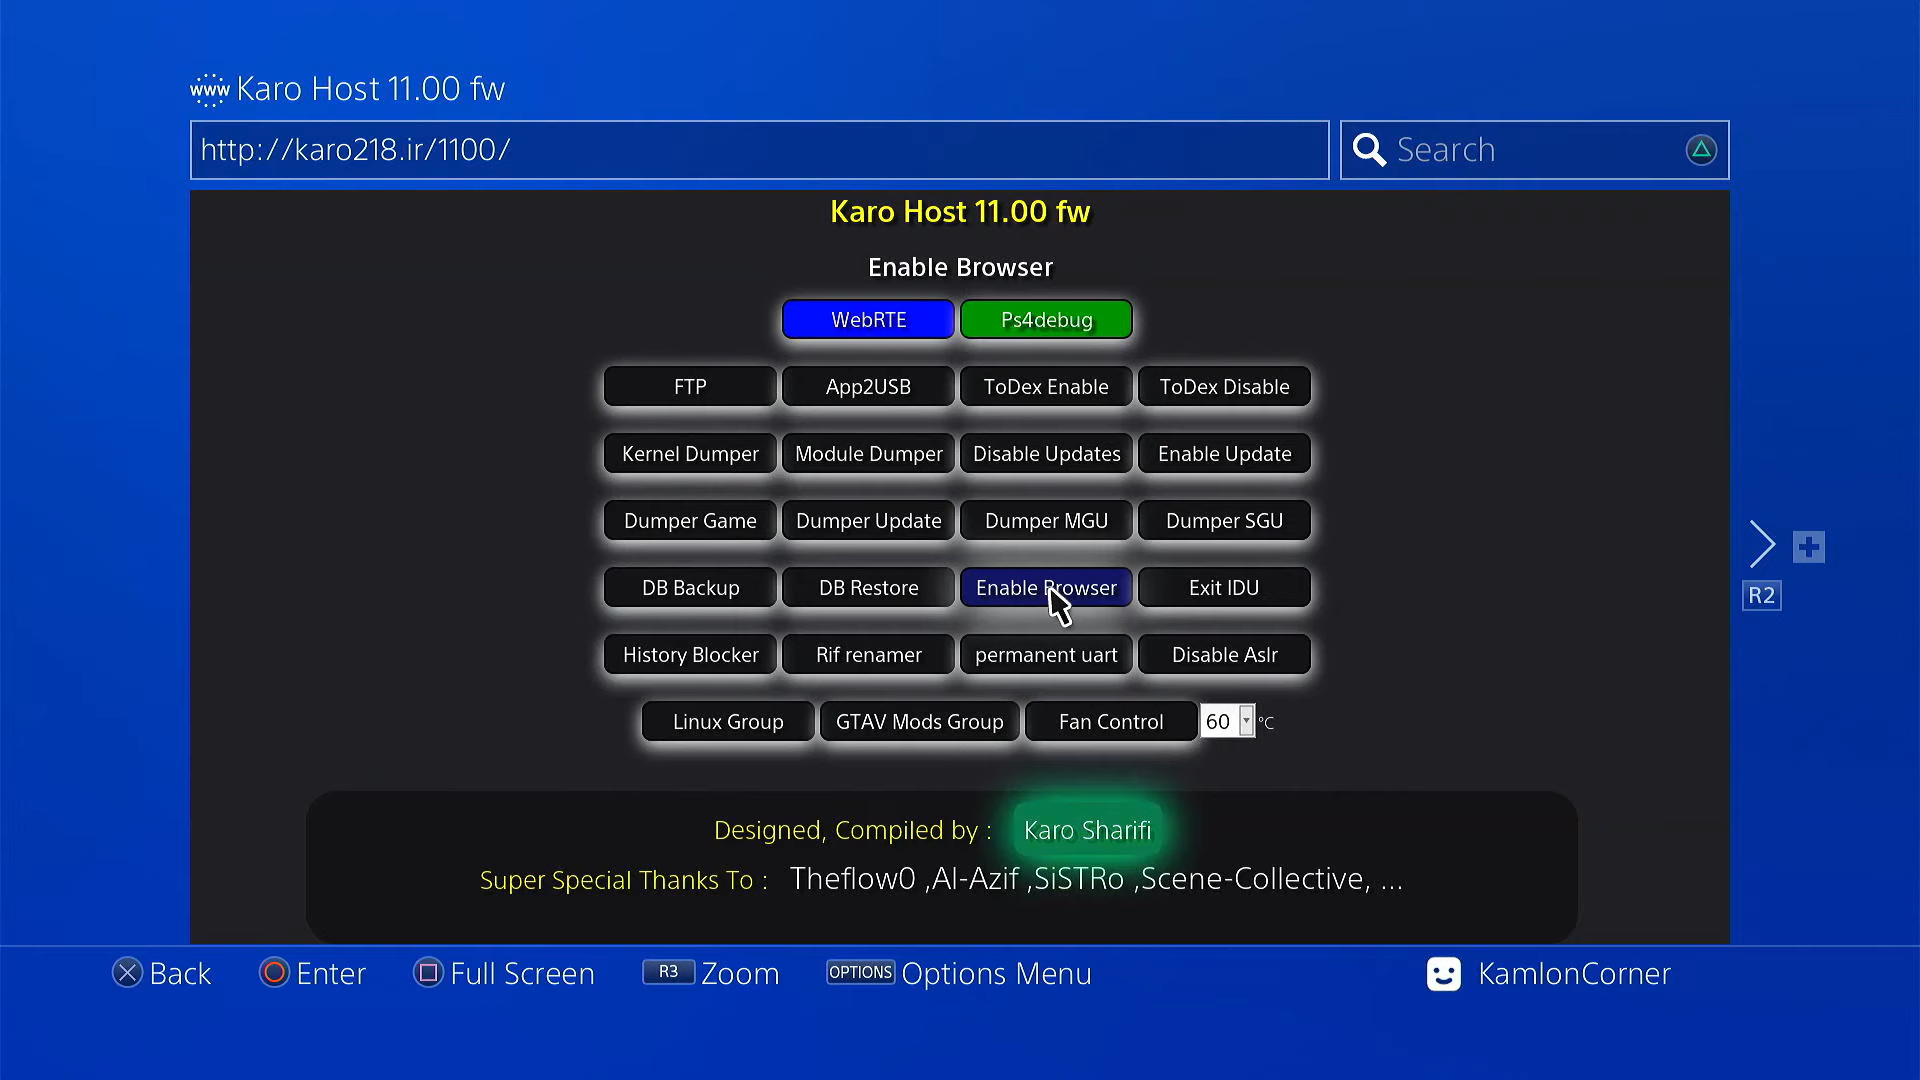 www Karo Host 11.00 fw
http://karo218.ir/1100/
Search
Karo Host 11.00 fw
Enable Browser
WebRTE Ps4debug
FTP App2USB ToDex Enable ToDex Disable
Kernel Dumper Module Dumper Disable Updates Enable Update
Dumper Game Dumper Update Dumper MGU Dumper SGU
DB Backup DB Restore Enable Browser Exit IDU
R2
History Blocker Rif renamer permanent uart Disable Aslr
Linux Group GTAV Mods Group Fan Control 60 °C
Designed, Compiled by : Karo Sharifi
Super Special Thanks To : Theflow0 ,Al-Azif ,SiSTRo ,Scene-Collective, ...
Back Enter Full Screen R3 Zoom OPTIONS Options Menu KamlonCorner